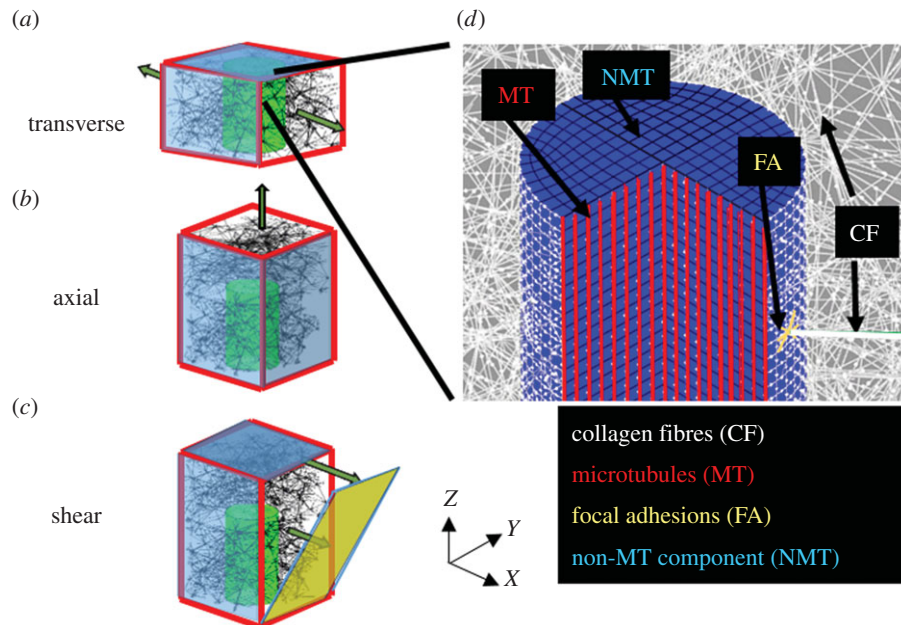 (a)
transverse
(b)
axial
(c)
shear
Z
Y
X
(d)
MT
NMT
FA
CF
collagen fibres (CF)
microtubules (MT)
focal adhesions (FA)
non-MT component (NMT)